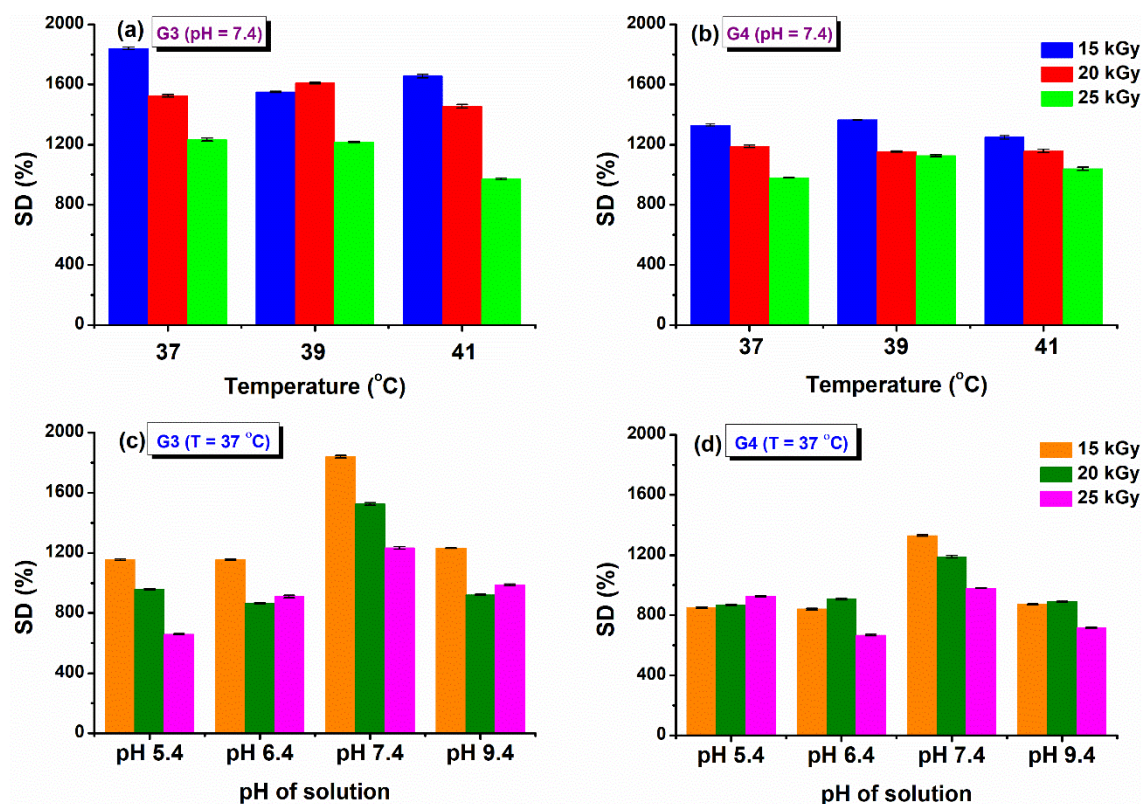 (a) G3 (pH = 7.4)
SD (%)
2000
1600
1200
800
400
0
37 39 41
Temperature (°C)
(b) G4 (pH = 7.4)
15 kGy
20 kGy
25 kGy
SD (%)
2000
1600
1200
800
400
0
37 39 41
Temperature (°C)
(c) G3 (T = 37 °C)
SD (%)
2000
1600
1200
800
400
0
pH 5.4 pH 6.4 pH 7.4 pH 9.4
pH of solution
(d) G4 (T = 37 °C)
15 kGy
20 kGy
25 kGy
SD (%)
2000
1600
1200
800
400
0
pH 5.4 pH 6.4 pH 7.4 pH 9.4
pH of solution